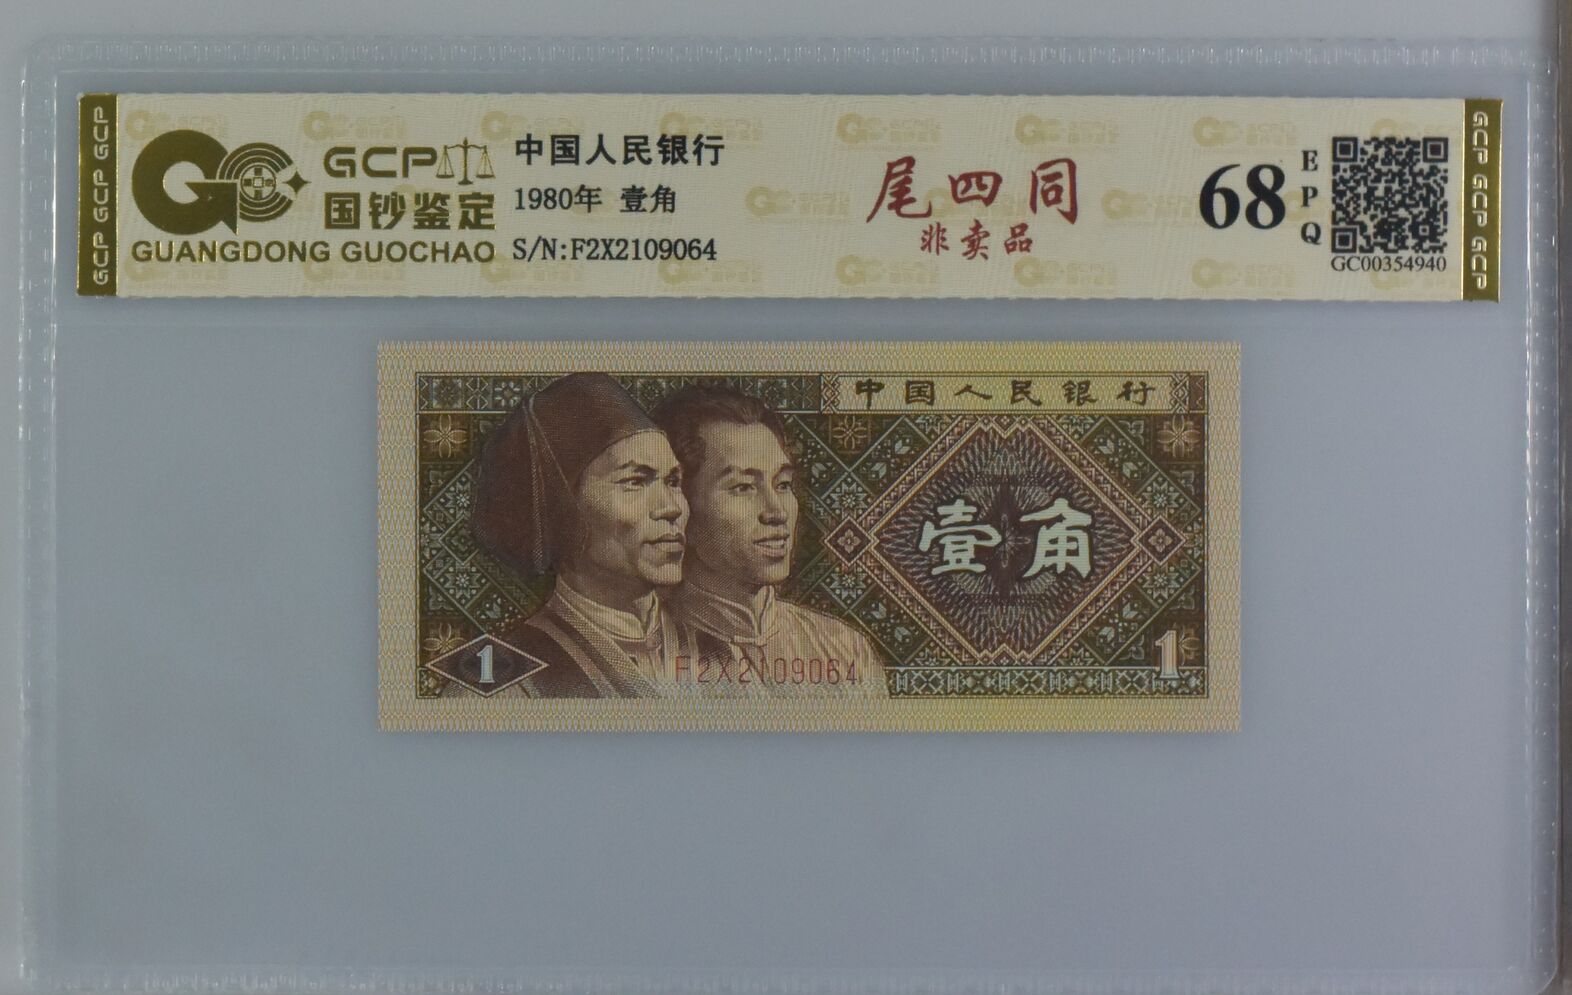 GCP GCP GCP
GCP
国钞鉴定
GUANGDONG GUOCHAO
中国人民银行
1980年 壹角
S/N:F2X2109064
尾四同
非卖品
68
EPQ
GC00354940
GCP GCP GCP
中国人民银行
壹角
1
F2X2109064
1